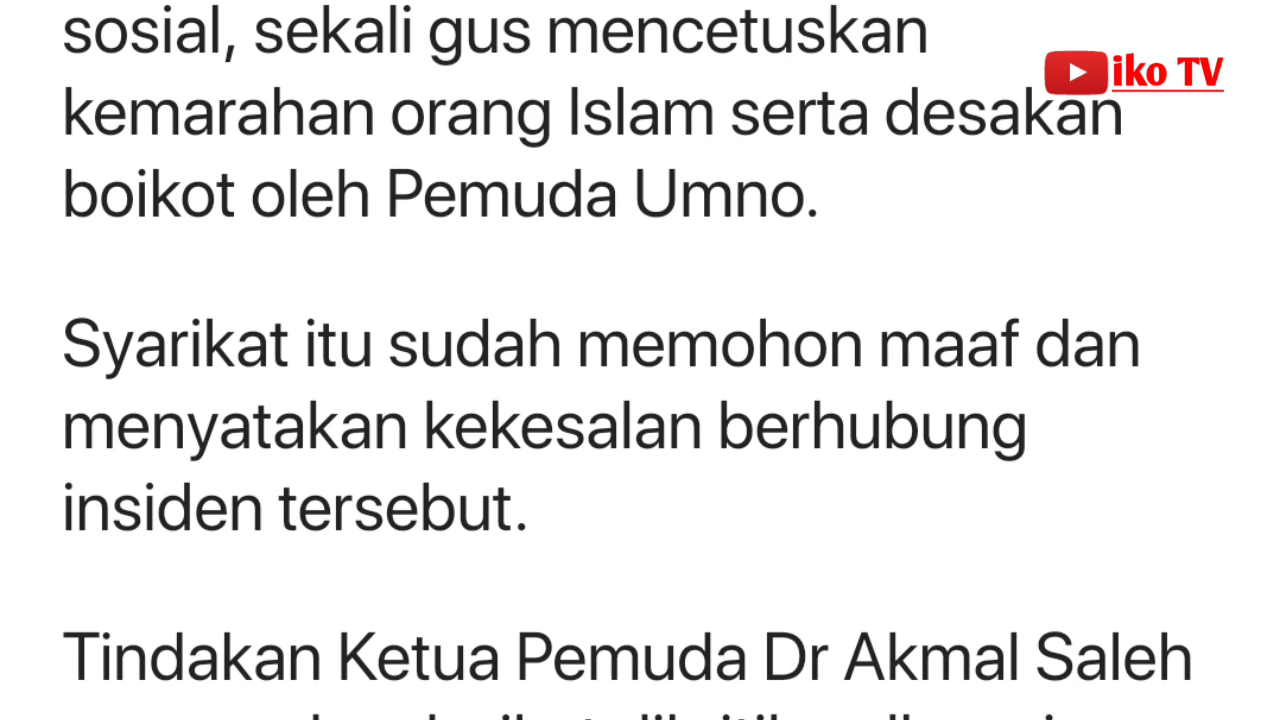 sosial, sekali gus mencetuskan
iko TV
kemarahan orang Islam serta desakan
boikot oleh Pemuda Umno.
Syarikat itu sudah memohon maaf dan
menyatakan kekesalan berhubung
insiden tersebut.
Tindakan Ketua Pemuda Dr Akmal Saleh